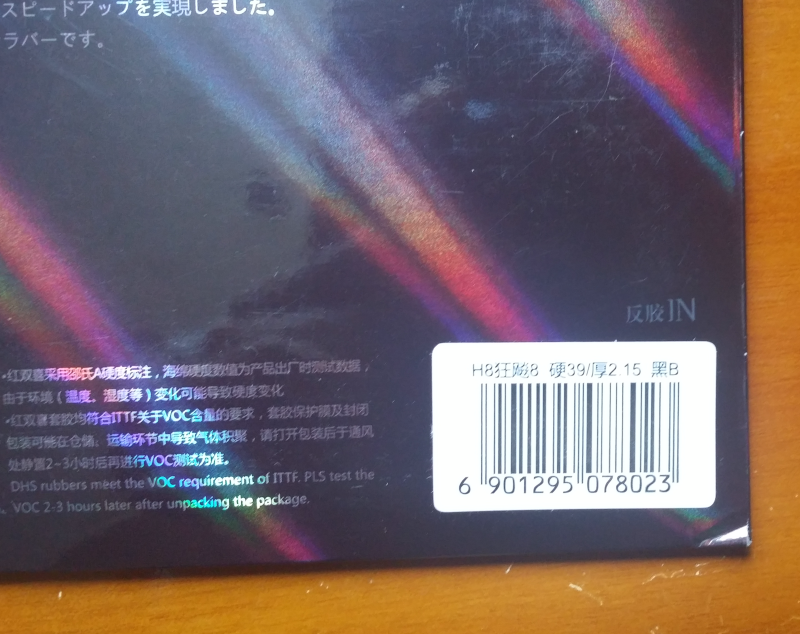 スピードアップを実現しました。
ラバーです。
反胶 IN
•红双喜采用邵氏A硬度标注，海绵硬度数值为产品出厂时测试数据，
由于环境（温度、湿度等）变化可能导致硬度变化
•红双喜套胶均符合ITTF关于VOC含量的要求，套胶保护膜及封闭
包装可能在仓储、运输环节中导致气体积聚，请打开包装后于通风
处静置2~3小时后再进行VOC测试为准。
DHS rubbers meet the VOC requirement of ITTF. PLS test the
VOC 2-3 hours later after unpacking the package.
H8狂飚8 硬39/厚2.15 黑B
6 901295 078023